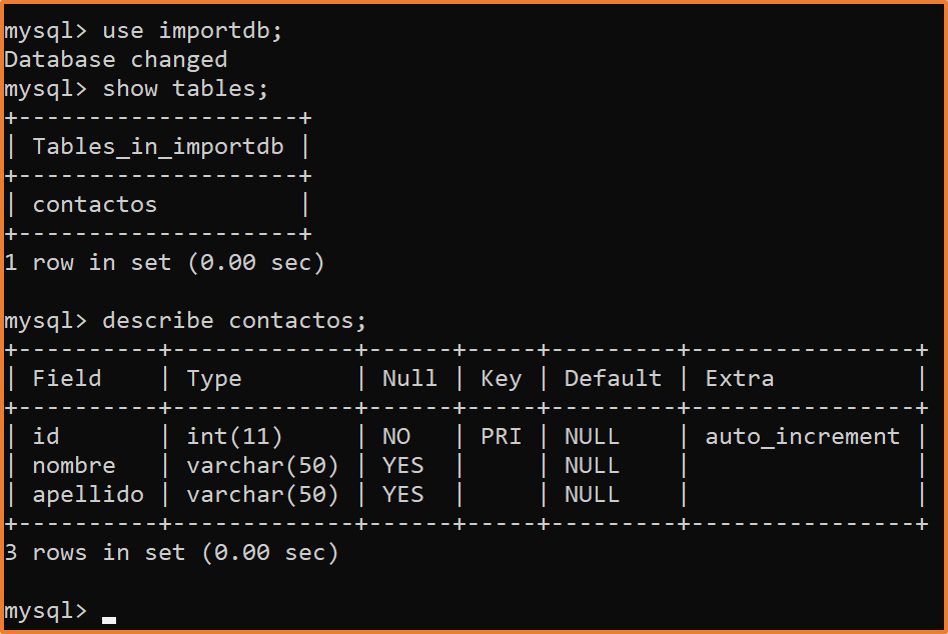 mysql> use importdb;
Database changed
mysql> show tables;
+--------------------+
| Tables_in_importdb |
+--------------------+
| contactos          |
+--------------------+
1 row in set (0.00 sec)

mysql> describe contactos;
+----------+-------------+------+-----+---------+----------------+
| Field    | Type        | Null | Key | Default | Extra          |
+----------+-------------+------+-----+---------+----------------+
| id       | int(11)     | NO   | PRI | NULL    | auto_increment |
| nombre   | varchar(50) | YES  |     | NULL    |                |
| apellido | varchar(50) | YES  |     | NULL    |                |
+----------+-------------+------+-----+---------+----------------+
3 rows in set (0.00 sec)

mysql>